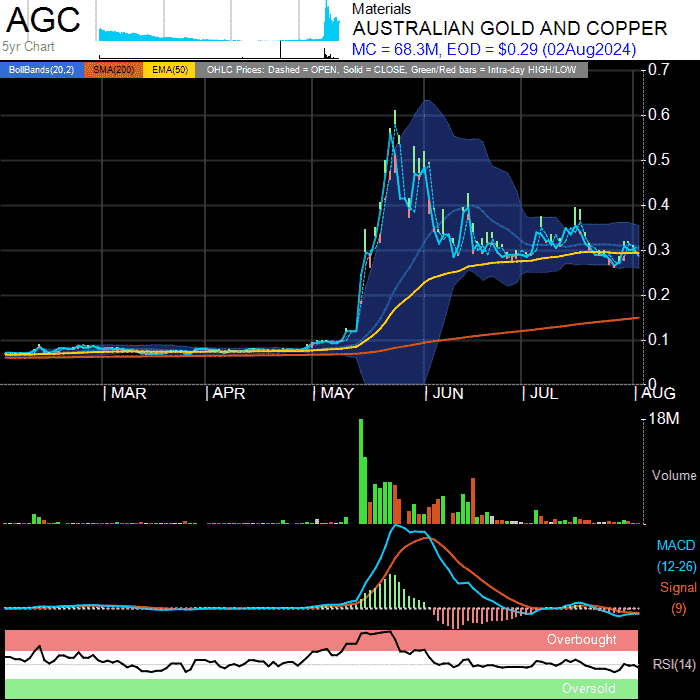 AGC
5yr Chart
Materials
AUSTRALIAN GOLD AND COPPER
MC = 68.3M, EOD = $0.29 (02Aug2024)
BollBands(20,2) SMA(200) EMA(50) OHLC Prices: Dashed = OPEN, Solid = CLOSE, Green/Red bars = Intra-day HIGH/LOW
0.7
0.6
0.5
0.4
0.3
0.2
0.1
0
MAR APR MAY JUN JUL AUG
18M
Volume
MACD
(12-26)
Signal
(9)
Overbought
RSI(14)
Oversold